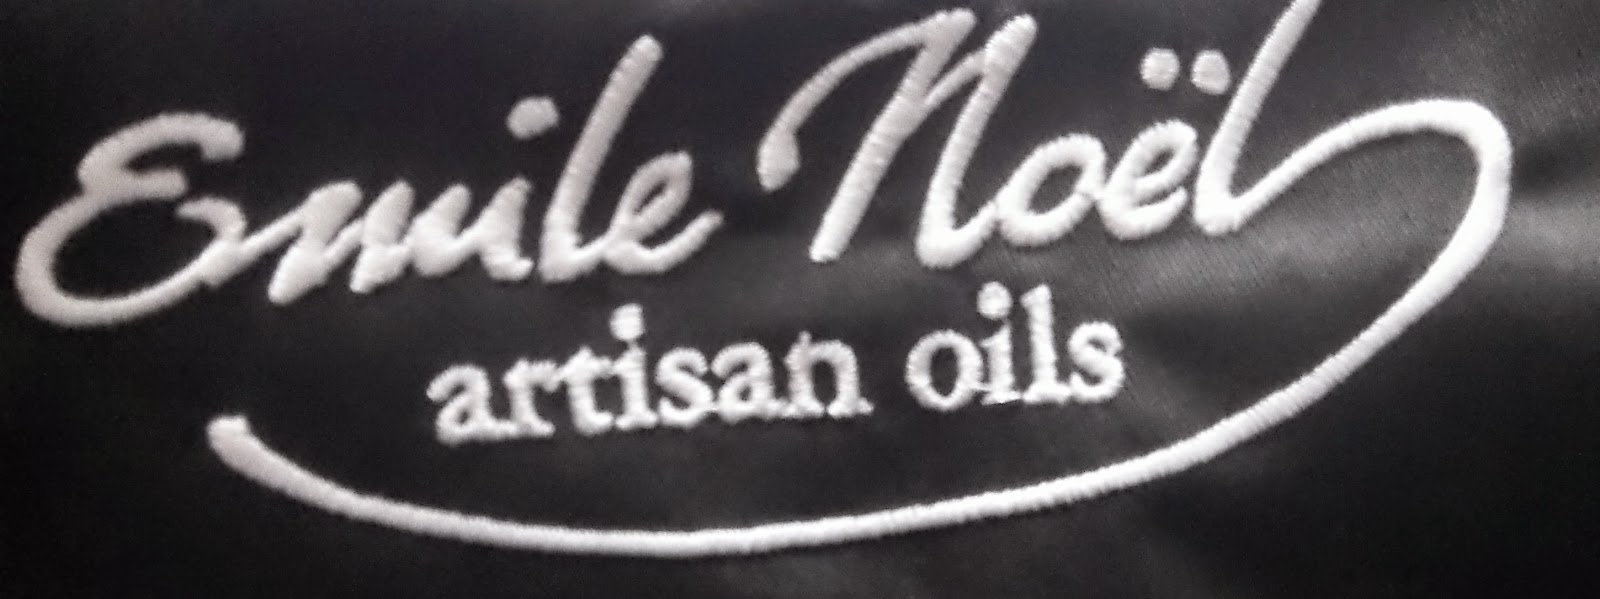 Emile Noël
artisan oils